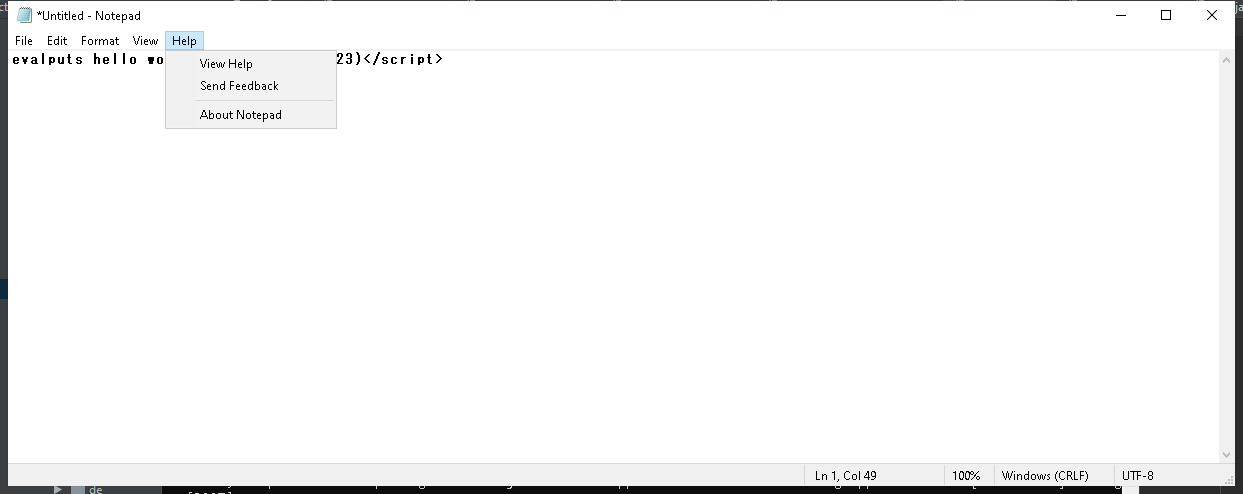 *Untitled - Notepad
File Edit Format View Help
evalputs hello wo 23)</script>
View Help
Send Feedback
About Notepad
Ln 1, Col 49 100% Windows (CRLF) UTF-8
de